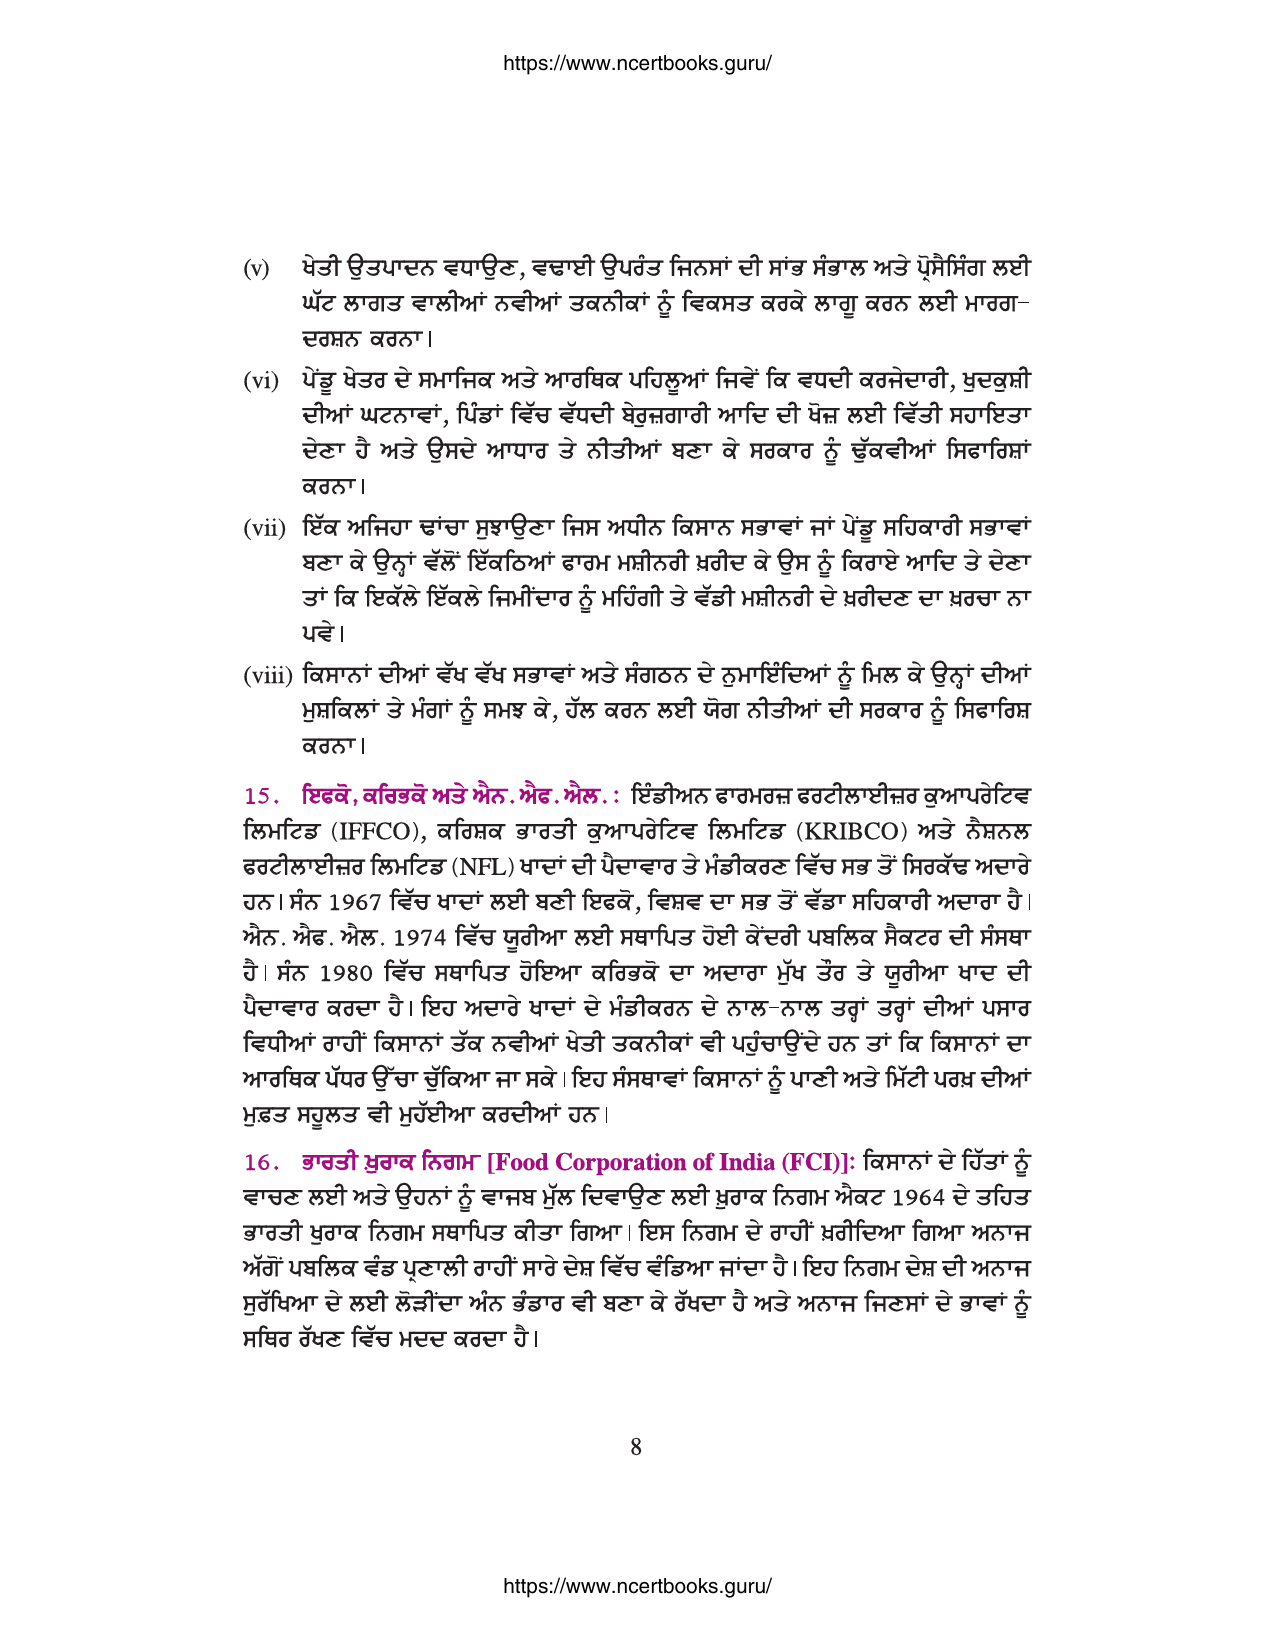 https://www.ncertbooks.guru/
(v) ਖੇਤੀ ਉਤਪਾਦਨ ਵਧਾਉਣ, ਵਢਾਈ ਉਪਰੰਤ ਜਿਨਸਾਂ ਦੀ ਸਾਂਭ ਸੰਭਾਲ ਅਤੇ ਪ੍ਰੋਸੈਸਿੰਗ ਲਈ
ਘੱਟ ਲਾਗਤ ਵਾਲੀਆਂ ਨਵੀਆਂ ਤਕਨੀਕਾਂ ਨੂੰ ਵਿਕਸਤ ਕਰਕੇ ਲਾਗੂ ਕਰਨ ਲਈ ਮਾਰਗ-
ਦਰਸ਼ਨ ਕਰਨਾ।
(vi) ਪੇਂਡੂ ਖੇਤਰ ਦੇ ਸਮਾਜਿਕ ਅਤੇ ਆਰਥਿਕ ਪਹਿਲੂਆਂ ਜਿਵੇਂ ਕਿ ਵਧਦੀ ਕਰਜੇਦਾਰੀ, ਖੁਦਕੁਸ਼ੀ
ਦੀਆਂ ਘਟਨਾਵਾਂ, ਪਿੰਡਾਂ ਵਿੱਚ ਵੱਧਦੀ ਬੇਰੁਜ਼ਗਾਰੀ ਆਦਿ ਦੀ ਖੋਜ਼ ਲਈ ਵਿੱਤੀ ਸਹਾਇਤਾ
ਦੇਣਾ ਹੈ ਅਤੇ ਉਸਦੇ ਆਧਾਰ ਤੇ ਨੀਤੀਆਂ ਬਣਾ ਕੇ ਸਰਕਾਰ ਨੂੰ ਢੁੱਕਵੀਆਂ ਸਿਫਾਰਿਸ਼ਾਂ
ਕਰਨਾ।
(vii) ਇੱਕ ਅਜਿਹਾ ਢਾਂਚਾ ਸੁਝਾਉਣਾ ਜਿਸ ਅਧੀਨ ਕਿਸਾਨ ਸਭਾਵਾਂ ਜਾਂ ਪੇਂਡੂ ਸਹਿਕਾਰੀ ਸਭਾਵਾਂ
ਬਣਾ ਕੇ ਉਨ੍ਹਾਂ ਵੱਲੋਂ ਇੱਕਠਿਆਂ ਫਾਰਮ ਮਸ਼ੀਨਰੀ ਖ਼ਰੀਦ ਕੇ ਉਸ ਨੂੰ ਕਿਰਾਏ ਆਦਿ ਤੇ ਦੇਣਾ
ਤਾਂ ਕਿ ਇਕੱਲੇ ਇੱਕਲੇ ਜਿਮੀਂਦਾਰ ਨੂੰ ਮਹਿੰਗੀ ਤੇ ਵੱਡੀ ਮਸ਼ੀਨਰੀ ਦੇ ਖ਼ਰੀਦਣ ਦਾ ਖ਼ਰਚਾ ਨਾ
ਪਵੇ।
(viii) ਕਿਸਾਨਾਂ ਦੀਆਂ ਵੱਖ ਵੱਖ ਸਭਾਵਾਂ ਅਤੇ ਸੰਗਠਨ ਦੇ ਨੁਮਾਇੰਦਿਆਂ ਨੂੰ ਮਿਲ ਕੇ ਉਨ੍ਹਾਂ ਦੀਆਂ
ਮੁਸ਼ਕਿਲਾਂ ਤੇ ਮੰਗਾਂ ਨੂੰ ਸਮਝ ਕੇ, ਹੱਲ ਕਰਨ ਲਈ ਯੋਗ ਨੀਤੀਆਂ ਦੀ ਸਰਕਾਰ ਨੂੰ ਸਿਫਾਰਿਸ਼
ਕਰਨਾ।
15. ਇਫਕੋ, ਕਰਿਭਕੋ ਅਤੇ ਐਨ.ਐਫ.ਐਲ.: ਇੰਡੀਅਨ ਫਾਰਮਰਜ਼ ਫਰਟੀਲਾਈਜ਼ਰ ਕੁਆਪਰੇਟਿਵ
ਲਿਮਟਿਡ (IFFCO), ਕਰਿਸ਼ਕ ਭਾਰਤੀ ਕੁਆਪਰੇਟਿਵ ਲਿਮਟਿਡ (KRIBCO) ਅਤੇ ਨੈਸ਼ਨਲ
ਫਰਟੀਲਾਈਜ਼ਰ ਲਿਮਟਿਡ (NFL) ਖਾਦਾਂ ਦੀ ਪੈਦਾਵਾਰ ਤੇ ਮੰਡੀਕਰਣ ਵਿੱਚ ਸਭ ਤੋਂ ਸਿਰਕੱਢ ਅਦਾਰੇ
ਹਨ। ਸੰਨ 1967 ਵਿੱਚ ਖਾਦਾਂ ਲਈ ਬਣੀ ਇਫਕੋ, ਵਿਸ਼ਵ ਦਾ ਸਭ ਤੋਂ ਵੱਡਾ ਸਹਿਕਾਰੀ ਅਦਾਰਾ ਹੈ।
ਐਨ. ਐਫ. ਐਲ. 1974 ਵਿੱਚ ਯੂਰੀਆ ਲਈ ਸਥਾਪਿਤ ਹੋਈ ਕੇਂਦਰੀ ਪਬਲਿਕ ਸੈਕਟਰ ਦੀ ਸੰਸਥਾ
ਹੈ। ਸੰਨ 1980 ਵਿੱਚ ਸਥਾਪਿਤ ਹੋਇਆ ਕਰਿਭਕੋ ਦਾ ਅਦਾਰਾ ਮੁੱਖ ਤੌਰ ਤੇ ਯੂਰੀਆ ਖਾਦ ਦੀ
ਪੈਦਾਵਾਰ ਕਰਦਾ ਹੈ। ਇਹ ਅਦਾਰੇ ਖਾਦਾਂ ਦੇ ਮੰਡੀਕਰਨ ਦੇ ਨਾਲ-ਨਾਲ ਤਰ੍ਹਾਂ ਤਰ੍ਹਾਂ ਦੀਆਂ ਪਸਾਰ
ਵਿਧੀਆਂ ਰਾਹੀਂ ਕਿਸਾਨਾਂ ਤੱਕ ਨਵੀਆਂ ਖੇਤੀ ਤਕਨੀਕਾਂ ਵੀ ਪਹੁੰਚਾਉਂਦੇ ਹਨ ਤਾਂ ਕਿ ਕਿਸਾਨਾਂ ਦਾ
ਆਰਥਿਕ ਪੱਧਰ ਉੱਚਾ ਚੁੱਕਿਆ ਜਾ ਸਕੇ। ਇਹ ਸੰਸਥਾਵਾਂ ਕਿਸਾਨਾਂ ਨੂੰ ਪਾਣੀ ਅਤੇ ਮਿੱਟੀ ਪਰਖ਼ ਦੀਆਂ
ਮੁਫ਼ਤ ਸਹੂਲਤ ਵੀ ਮੁਹੱਈਆ ਕਰਦੀਆਂ ਹਨ।
16. ਭਾਰਤੀ ਖ਼ੁਰਾਕ ਨਿਗਮ [Food Corporation of India (FCI)]: ਕਿਸਾਨਾਂ ਦੇ ਹਿੱਤਾਂ ਨੂੰ
ਵਾਚਣ ਲਈ ਅਤੇ ਉਹਨਾਂ ਨੂੰ ਵਾਜਬ ਮੁੱਲ ਦਿਵਾਉਣ ਲਈ ਖ਼ੁਰਾਕ ਨਿਗਮ ਐਕਟ 1964 ਦੇ ਤਹਿਤ
ਭਾਰਤੀ ਖੁਰਾਕ ਨਿਗਮ ਸਥਾਪਿਤ ਕੀਤਾ ਗਿਆ। ਇਸ ਨਿਗਮ ਦੇ ਰਾਹੀਂ ਖ਼ਰੀਦਿਆ ਗਿਆ ਅਨਾਜ
ਅੱਗੋਂ ਪਬਲਿਕ ਵੰਡ ਪ੍ਰਣਾਲੀ ਰਾਹੀਂ ਸਾਰੇ ਦੇਸ਼ ਵਿੱਚ ਵੰਡਿਆ ਜਾਂਦਾ ਹੈ। ਇਹ ਨਿਗਮ ਦੇਸ਼ ਦੀ ਅਨਾਜ
ਸੁਰੱਖਿਆ ਦੇ ਲਈ ਲੋੜੀਂਦਾ ਅੰਨ ਭੰਡਾਰ ਵੀ ਬਣਾ ਕੇ ਰੱਖਦਾ ਹੈ ਅਤੇ ਅਨਾਜ ਜਿਣਸਾਂ ਦੇ ਭਾਵਾਂ ਨੂੰ
ਸਥਿਰ ਰੱਖਣ ਵਿੱਚ ਮਦਦ ਕਰਦਾ ਹੈ।
8
https://www.ncertbooks.guru/